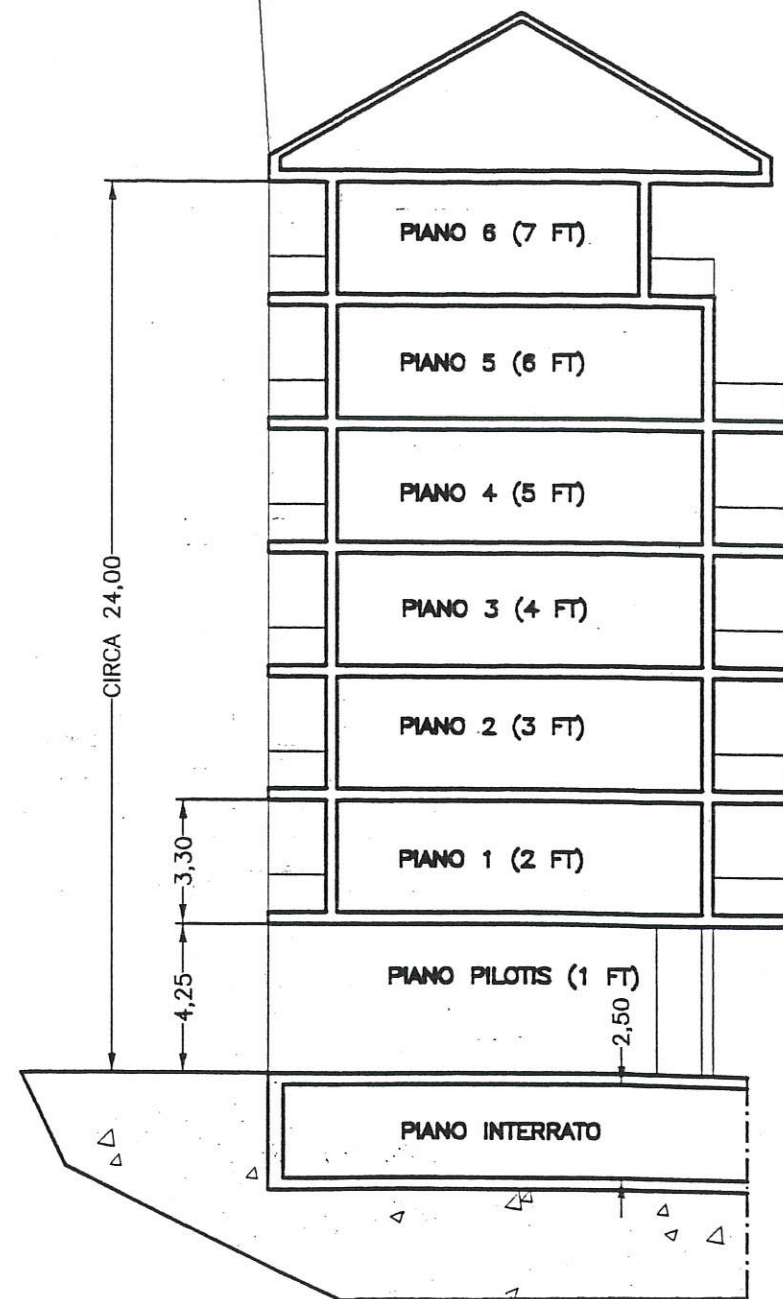 PIANO 6 (7 FT)
PIANO 5 (6 FT)
PIANO 4 (5 FT)
CIRCA 24,00
PIANO 3 (4 FT)
PIANO 2 (3 FT)
3,30
PIANO 1 (2 FT)
4,25
PIANO PILOTIS (1 FT)
2,50
PIANO INTERRATO